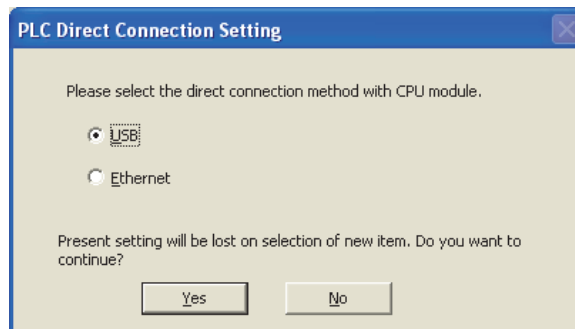 PLC Direct Connection Setting
Please select the direct connection method with CPU module.
USB
Ethernet
Present setting will be lost on selection of new item. Do you want to
continue?
Yes No